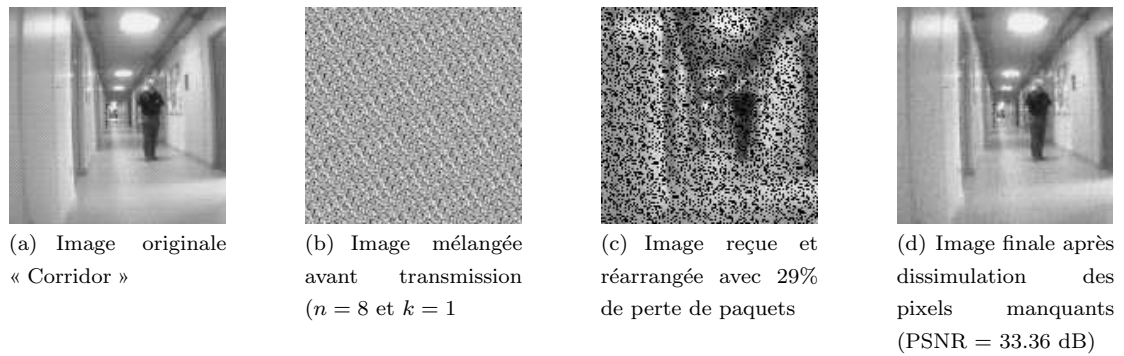 (a) Image originale
« Corridor »
(b) Image mélangée
avant transmission
(n = 8 et k = 1
(c) Image reçue et
réarrangée avec 29%
de perte de paquets
(d) Image finale après
dissimulation des
pixels manquants
(PSNR = 33.36 dB)